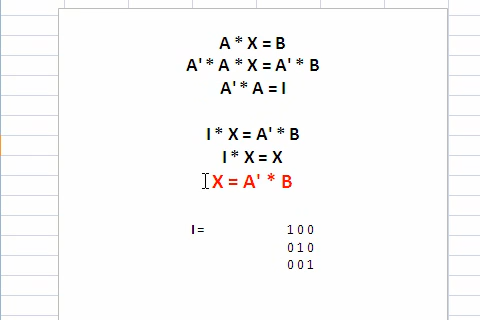 A * X = B
A' * A * X = A' * B
A' * A = I
I * X = A' * B
I * X = X
X = A' * B
I = 1 0 0
0 1 0
0 0 1